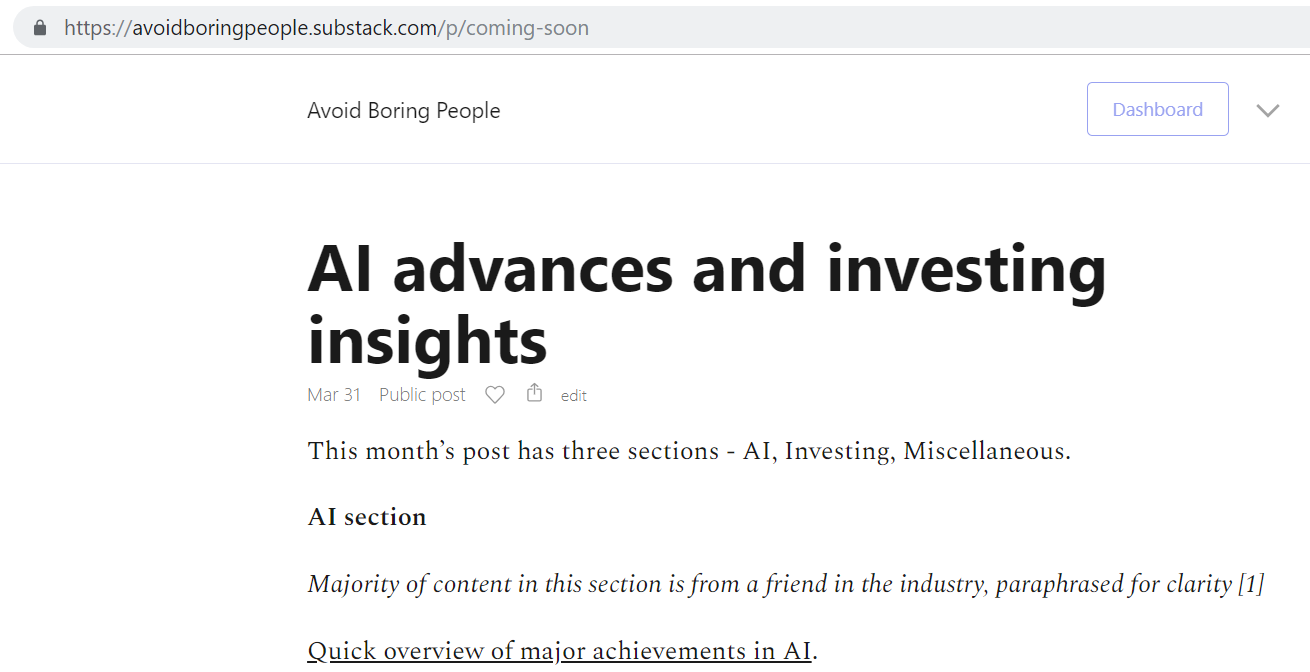 https://avoidboringpeople.substack.com/p/coming-soon
Avoid Boring People
Dashboard
AI advances and investing
insights
Mar 31 Public post edit
This month’s post has three sections - AI, Investing, Miscellaneous.
AI section
Majority of content in this section is from a friend in the industry, paraphrased for clarity [1]
Quick overview of major achievements in AI.